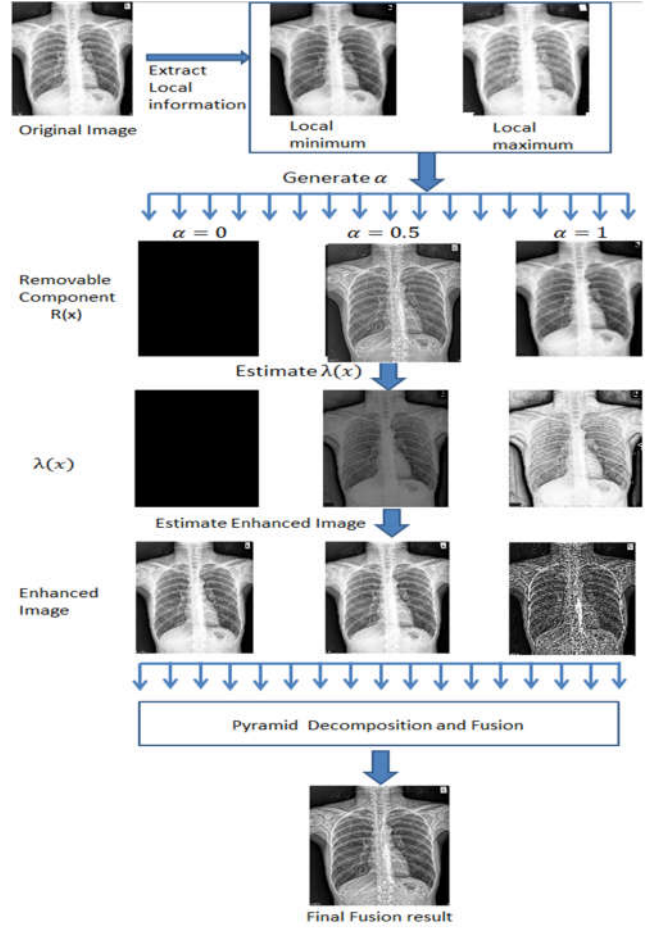 Original Image
Extract
Local
information
Local
minimum
Local
maximum
Generate α
α = 0
α = 0.5
α = 1
Removable
Component
R(x)
Estimate λ(x)
λ(x)
Estimate Enhanced Image
Enhanced
Image
Pyramid Decomposition and Fusion
Final Fusion result